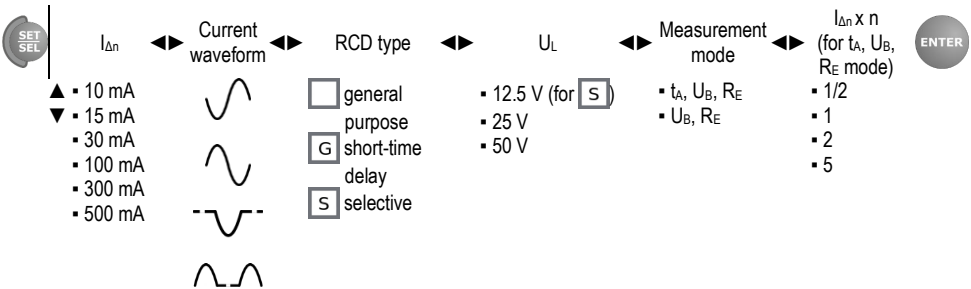 SET
SEL
I∆n ◄► Current waveform ◄► RCD type ◄► UL ◄► Measurement mode ◄► I∆n x n (for tA, UB, RE mode)
ENTER
▲ ▪ 10 mA
▼ ▪ 15 mA
▪ 30 mA
▪ 100 mA
▪ 300 mA
▪ 500 mA
general
purpose
G short-time
delay
S selective
▪ 12.5 V (for S)
▪ 25 V
▪ 50 V
▪ tA, UB, RE
▪ UB, RE
▪ 1/2
▪ 1
▪ 2
▪ 5